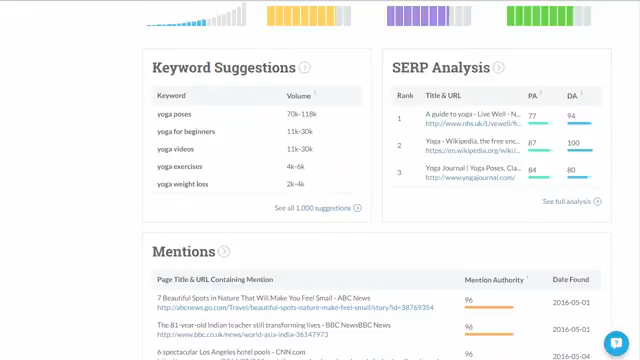 Keyword Suggestions
Keyword Volume
yoga poses 70k-118k
yoga for beginners 11k-30k
yoga videos 11k-30k
yoga exercises 4k-6k
yoga weight loss 2k-4k
See all 1,000 suggestions
SERP Analysis
Rank Title & URL PA DA
1 A guide to yoga - Live Well - N... 77 94
http://www.nhs.uk/Livewell/fi...
2 Yoga - Wikipedia, the free enc... 87 100
https://en.wikipedia.org/wiki/...
3 Yoga Journal | Yoga Poses, Cla... 84 80
http://www.yogajournal.com/
See full analysis
Mentions
Page Title & URL Containing Mention Mention Authority Date Found
7 Beautiful Spots in Nature That Will Make You Feel Small - ABC News 96 2016-05-01
http://abcnews.go.com/Travel/beautiful-spots-nature-make-feel-small/story?id=38769354
The 81-year-old Indian teacher still transforming lives - BBC NewsBBC News 96 2016-05-01
http://www.bbc.co.uk/news/world-asia-india-36147973
6 spectacular Los Angeles hotel pools - CNN.com 96 2016-05-04